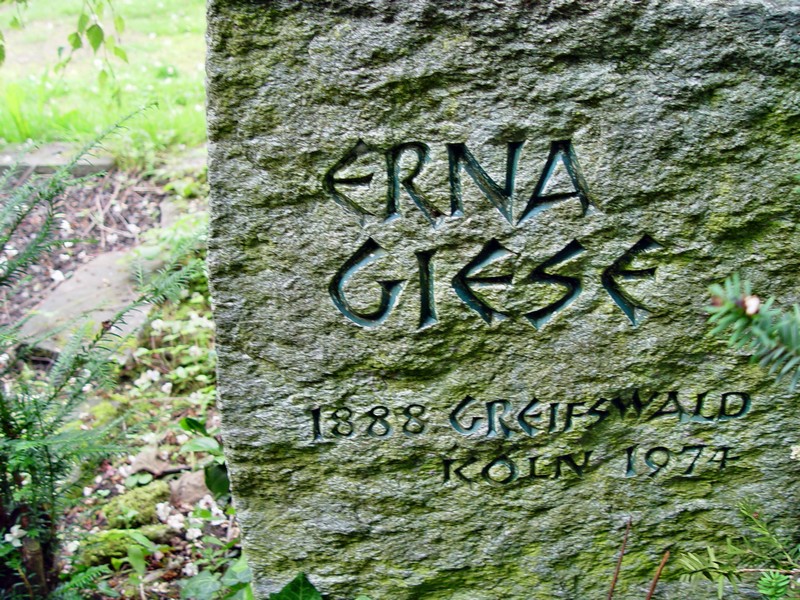 ERNA
GIESE
1888 GREIFSWALD
KÖLN 1974